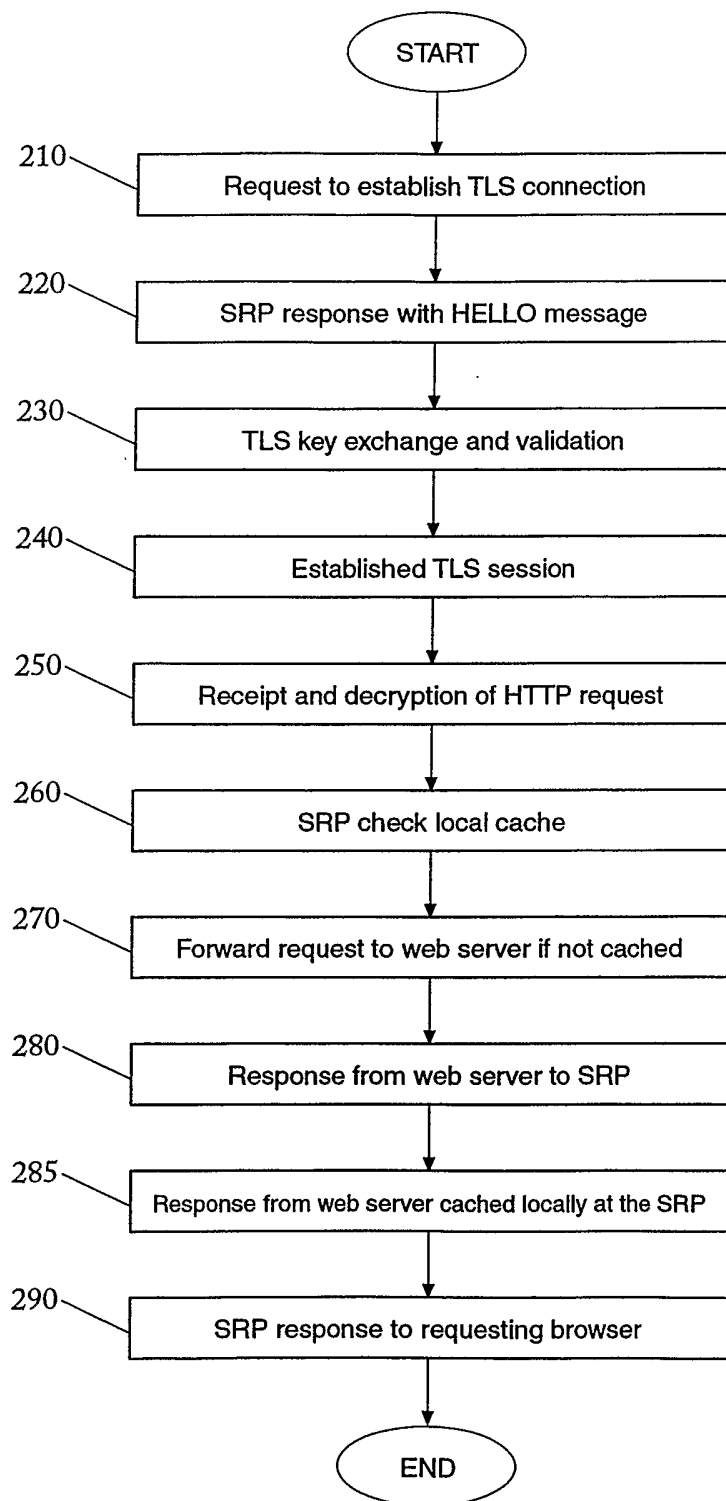 START
210
Request to establish TLS connection
220
SRP response with HELLO message
230
TLS key exchange and validation
240
Established TLS session
250
Receipt and decryption of HTTP request
260
SRP check local cache
270
Forward request to web server if not cached
280
Response from web server to SRP
285
Response from web server cached locally at the SRP
290
SRP response to requesting browser
END